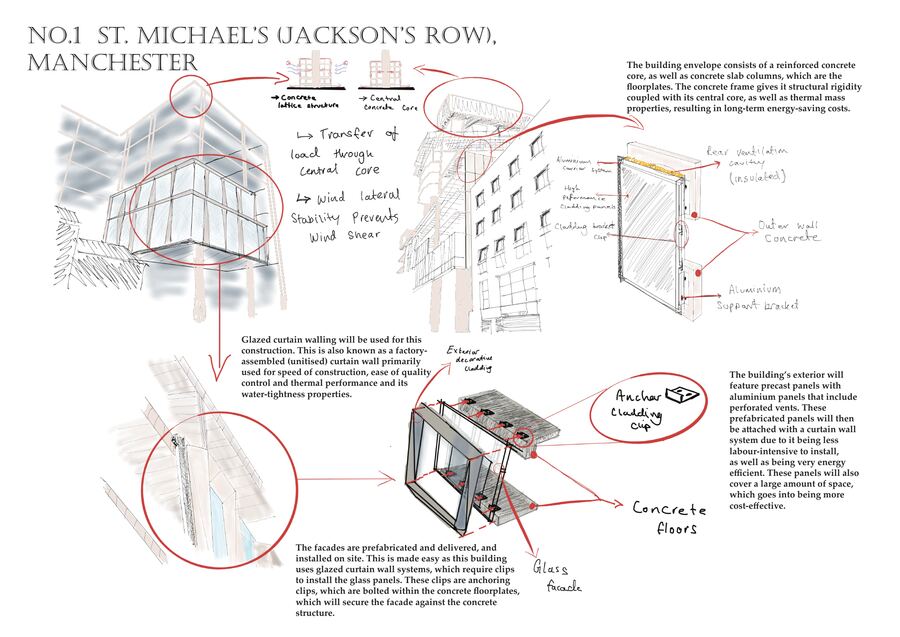 NO.1 ST. MICHAEL'S (JACKSON'S ROW),
MANCHESTER
→ Concrete
lattice structure
→ Central
concrete core
↳ Transfer of
load through
central core
↳ Wind lateral
Stability Prevents
Wind Shear
The building envelope consists of a reinforced concrete
core, as well as concrete slab columns, which are the
floorplates. The concrete frame gives it structural rigidity
coupled with its central core, as well as thermal mass
properties, resulting in long-term energy-saving costs.
Aluminium
Carrier System
High
Performance
Cladding Panels
Cladding bracket
Clip
Rear ventilation
cavity
(insulated)
Outer wall
Concrete
Aluminium
Support bracket
Glazed curtain walling will be used for this
construction. This is also known as a factory-
assembled (unitised) curtain wall primarily
used for speed of construction, ease of quality
control and thermal performance and its
water-tightness properties.
Exterior
decorative
cladding
Anchor
Cladding
Clip
Concrete
floors
Glass
facade
The building's exterior will
feature precast panels with
aluminium panels that include
perforated vents. These
prefabricated panels will then
be attached with a curtain wall
system due to it being less
labour-intensive to install,
as well as being very energy
efficient. These panels will also
cover a large amount of space,
which goes into being more
cost-effective.
The facades are prefabricated and delivered, and
installed on site. This is made easy as this building
uses glazed curtain wall systems, which require clips
to install the glass panels. These clips are anchoring
clips, which are bolted within the concrete floorplates,
which will secure the facade against the concrete
structure.